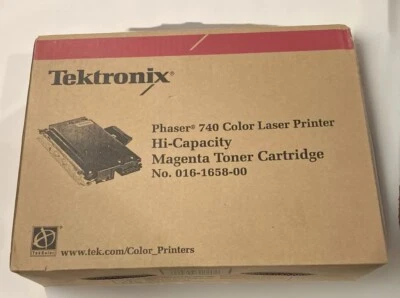 Tektronix®
Phaser® 740 Color Laser Printer
Hi-Capacity
Magenta Toner Cartridge
No. 016-1658-00
www.tek.com/Color_Printers